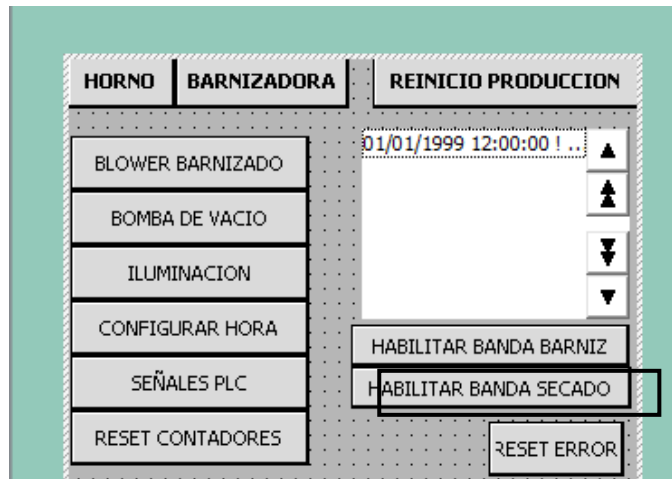 HORNO BARNIZADORA REINICIO PRODUCCION
01/01/1999 12:00:00 ! ..
BLOWER BARNIZADO
BOMBA DE VACIO
ILUMINACION
CONFIGURAR HORA
SEÑALES PLC
RESET CONTADORES
HABILITAR BANDA BARNIZ
HABILITAR BANDA SECADO
RESET ERROR